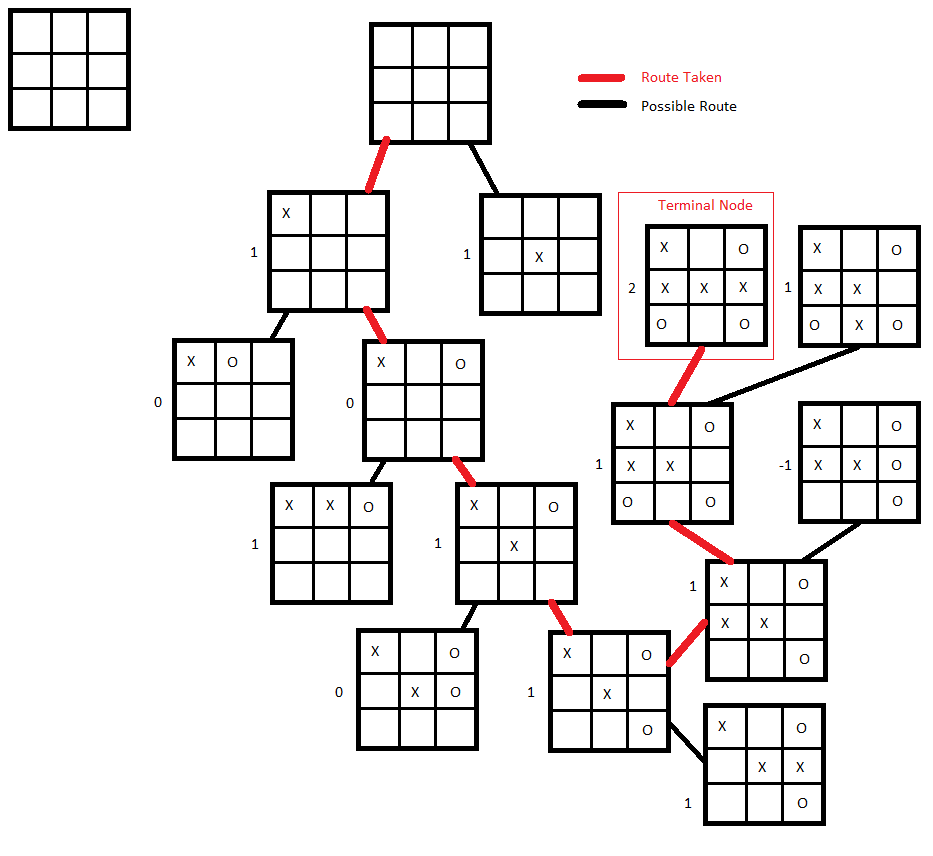 Route Taken
Possible Route
X
1
X
1
Terminal Node
X O
2 X X X
O O
X O
1 X X
O X O
X O
0
X O
0
X O
1 X X
O O
X O
-1 X X O
O
X X O
1
X O
1 X
X O
1 X X
O
X O
0 X O
X O
1 X
O
X O
X X
1 O